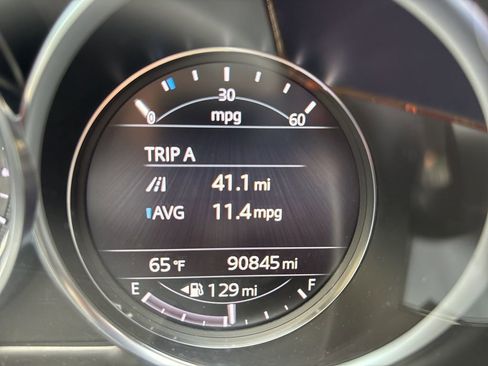 0 30 60
mpg
TRIP A
41.1 mi
AVG 11.4 mpg
65°F 90845 mi
E 129 mi F